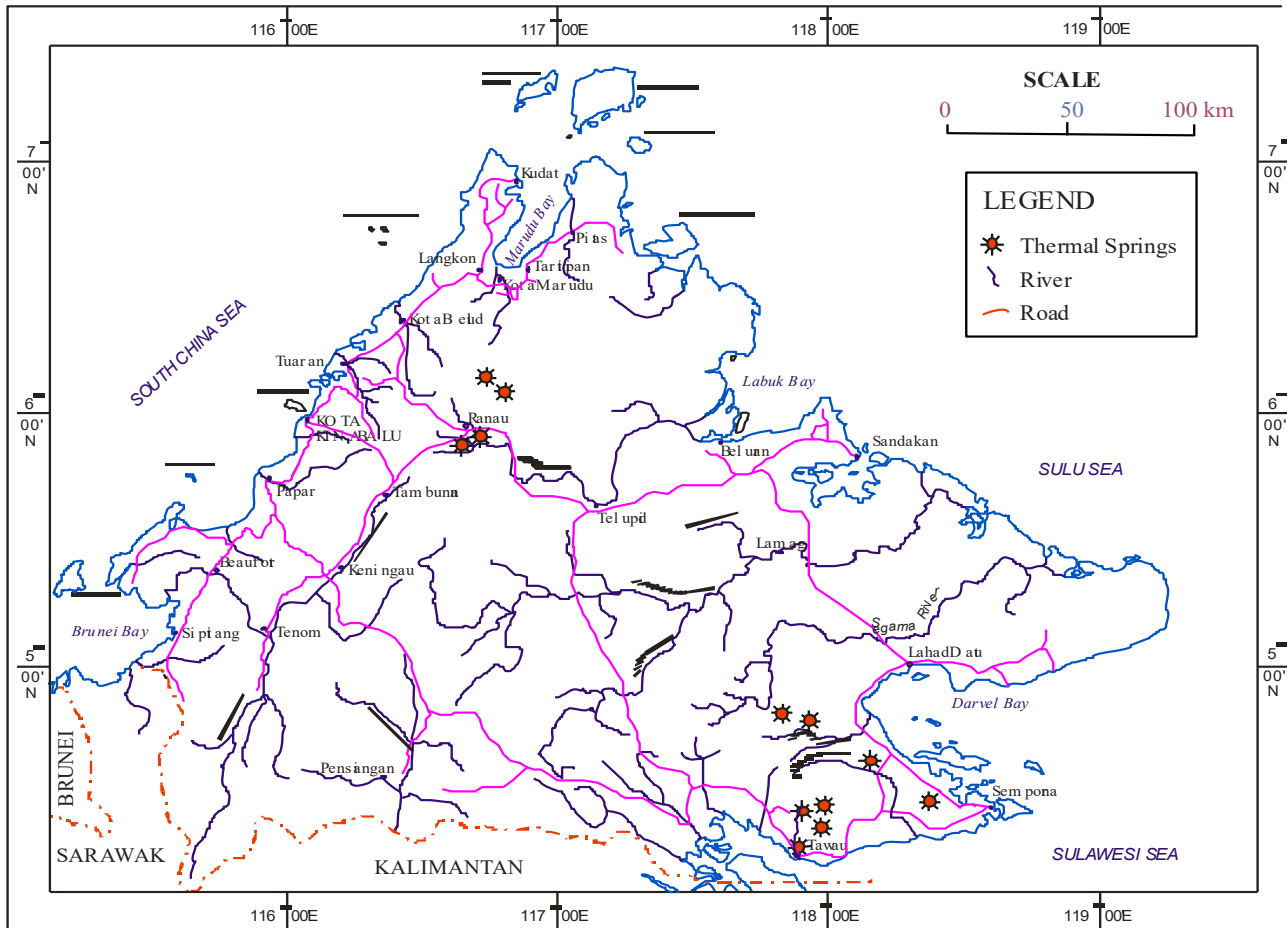 116 00E
117 00E
118 00E
119 00E
SCALE
0 50 100 km
7
00'
N
7
00'
N
Kudat
Marudu Bay
LEGEND
Thermal Springs
River
Road
Pitas
Langkon
Taritipan
Kota Marudu
SOUTH CHINA SEA
Kota Belud
Tuaran
Labuk Bay
6
00'
N
6
00'
N
KOTA
KINABALU
Ranau
Beluran
Sandakan
SULU SEA
Papar
Tambunan
Telupid
Lamag
Beaufort
Keningau
Segama River
Brunei Bay
Sipitang
Tenom
5
00'
N
5
00'
N
Lahad Datu
Darvel Bay
BRUNEI
Pensiangan
Semporna
Tawau
SARAWAK
KALIMANTAN
SULAWESI SEA
116 00E
117 00E
118 00E
119 00E